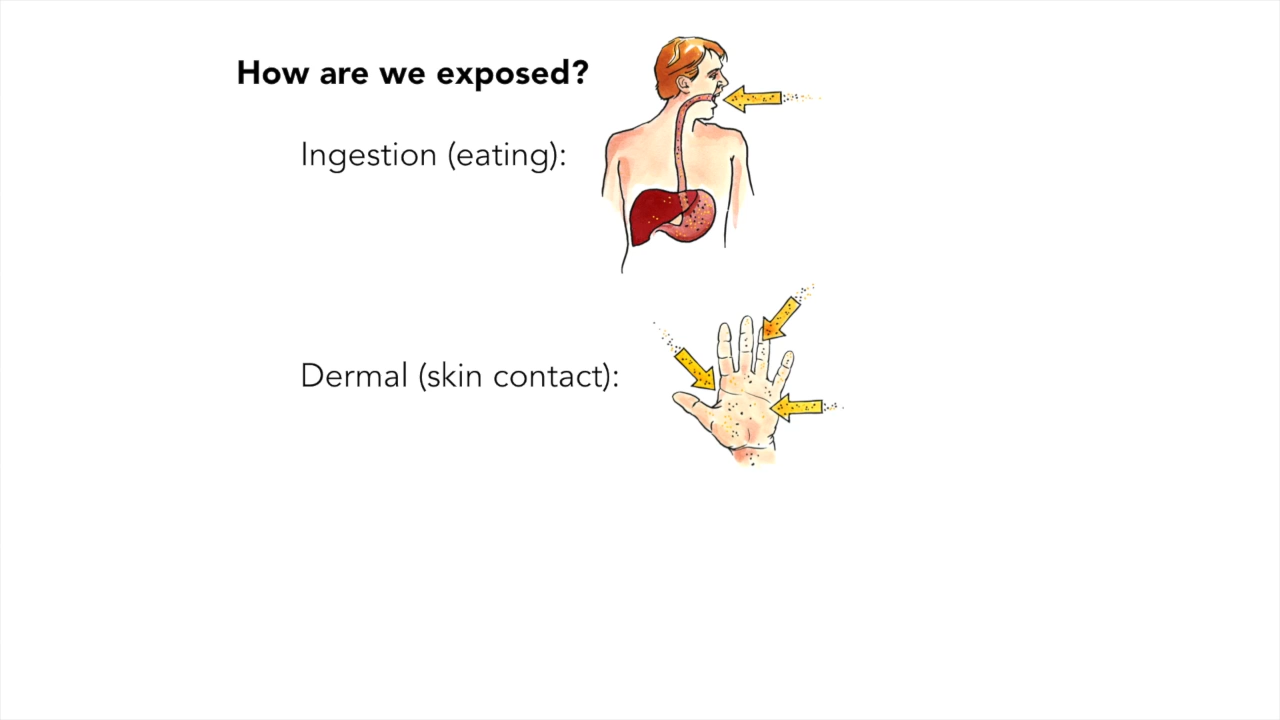 How are we exposed?
Ingestion (eating):
Dermal (skin contact):